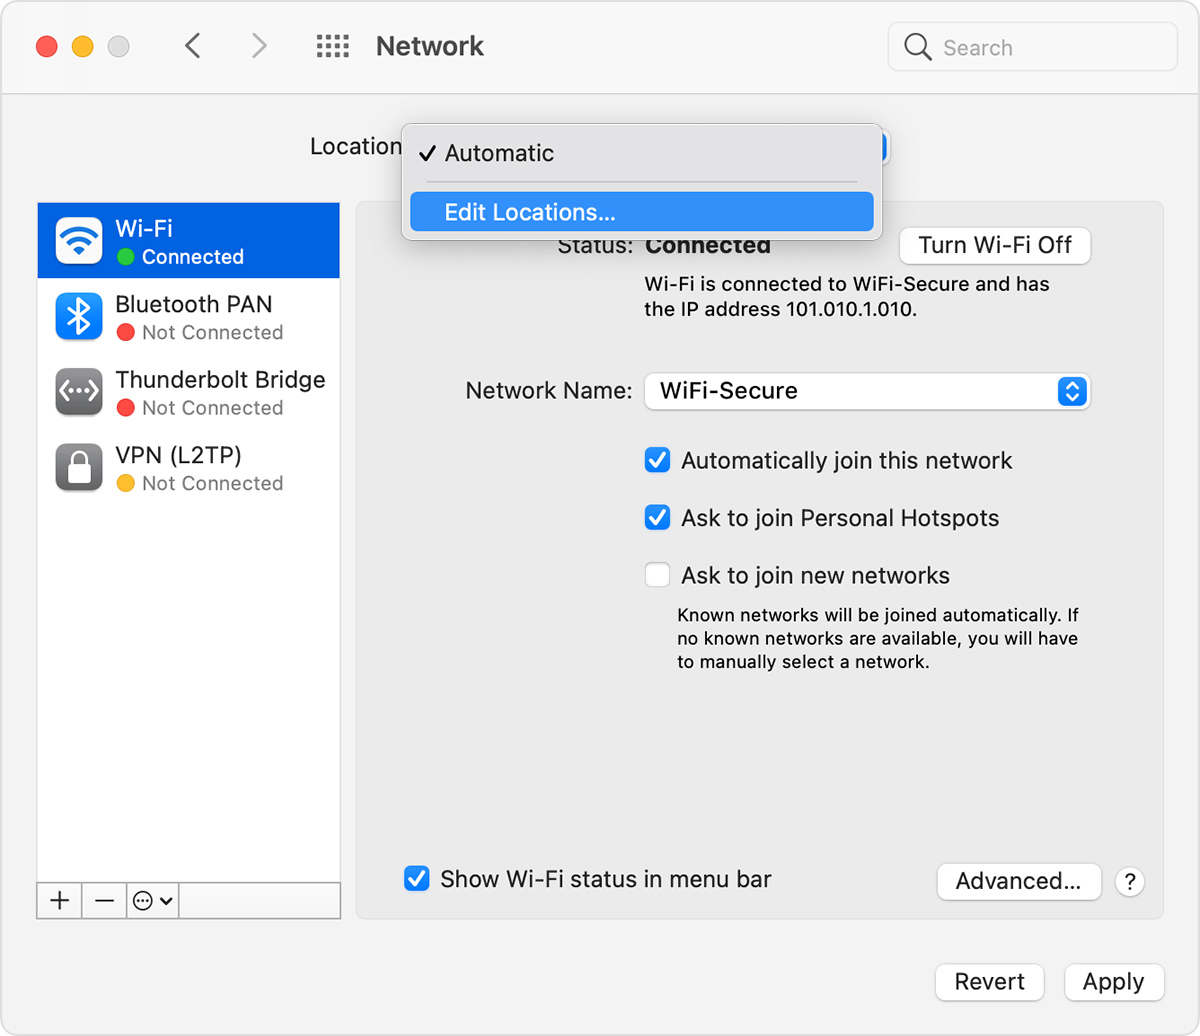 Network
Search
Location
Automatic
Edit Locations...
Wi-Fi
Connected
Bluetooth PAN
Not Connected
Thunderbolt Bridge
Not Connected
VPN (L2TP)
Not Connected
Status: Connected
Turn Wi-Fi Off
Wi-Fi is connected to WiFi-Secure and has
the IP address 101.010.1.010.
Network Name: WiFi-Secure
Automatically join this network
Ask to join Personal Hotspots
Ask to join new networks
Known networks will be joined automatically. If
no known networks are available, you will have
to manually select a network.
Show Wi-Fi status in menu bar
Advanced...
?
Revert
Apply